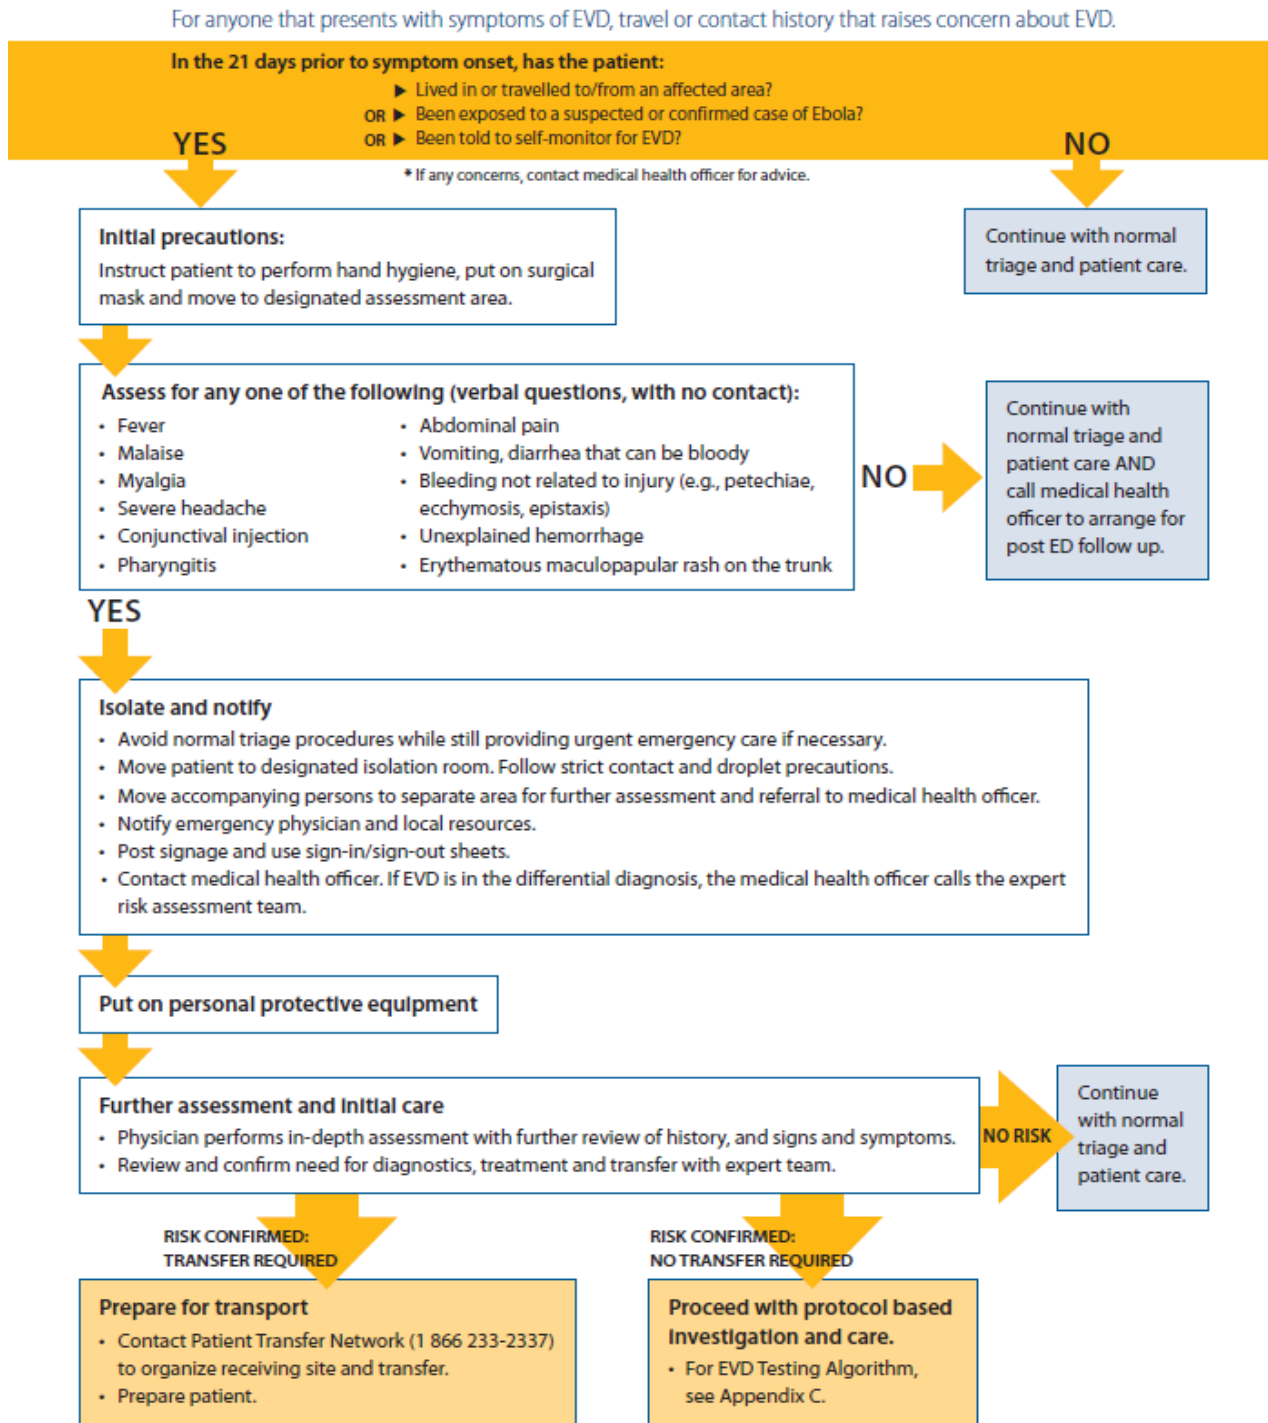 For anyone that presents with symptoms of EVD, travel or contact history that raises concern about EVD.
In the 21 days prior to symptom onset, has the patient:
▶ Lived in or travelled to/from an affected area?
OR ▶ Been exposed to a suspected or confirmed case of Ebola?
OR ▶ Been told to self-monitor for EVD?
YES
NO
* If any concerns, contact medical health officer for advice.
Initial precautions:
Instruct patient to perform hand hygiene, put on surgical
mask and move to designated assessment area.
Continue with normal
triage and patient care.
Assess for any one of the following (verbal questions, with no contact):
• Fever
• Malaise
• Myalgia
• Severe headache
• Conjunctival injection
• Pharyngitis
• Abdominal pain
• Vomiting, diarrhea that can be bloody
• Bleeding not related to injury (e.g., petechiae,
ecchymosis, epistaxis)
• Unexplained hemorrhage
• Erythematous maculopapular rash on the trunk
NO
Continue with
normal triage and
patient care AND
call medical health
officer to arrange for
post ED follow up.
YES
Isolate and notify
• Avoid normal triage procedures while still providing urgent emergency care if necessary.
• Move patient to designated isolation room. Follow strict contact and droplet precautions.
• Move accompanying persons to separate area for further assessment and referral to medical health officer.
• Notify emergency physician and local resources.
• Post signage and use sign-in/sign-out sheets.
• Contact medical health officer. If EVD is in the differential diagnosis, the medical health officer calls the expert
risk assessment team.
Put on personal protective equipment
Further assessment and initial care
• Physician performs in-depth assessment with further review of history, and signs and symptoms.
• Review and confirm need for diagnostics, treatment and transfer with expert team.
NO RISK
Continue
with normal
triage and
patient care.
RISK CONFIRMED:
TRANSFER REQUIRED
RISK CONFIRMED:
NO TRANSFER REQUIRED
Prepare for transport
• Contact Patient Transfer Network (1 866 233-2337)
to organize receiving site and transfer.
• Prepare patient.
Proceed with protocol based
investigation and care.
• For EVD Testing Algorithm,
see Appendix C.